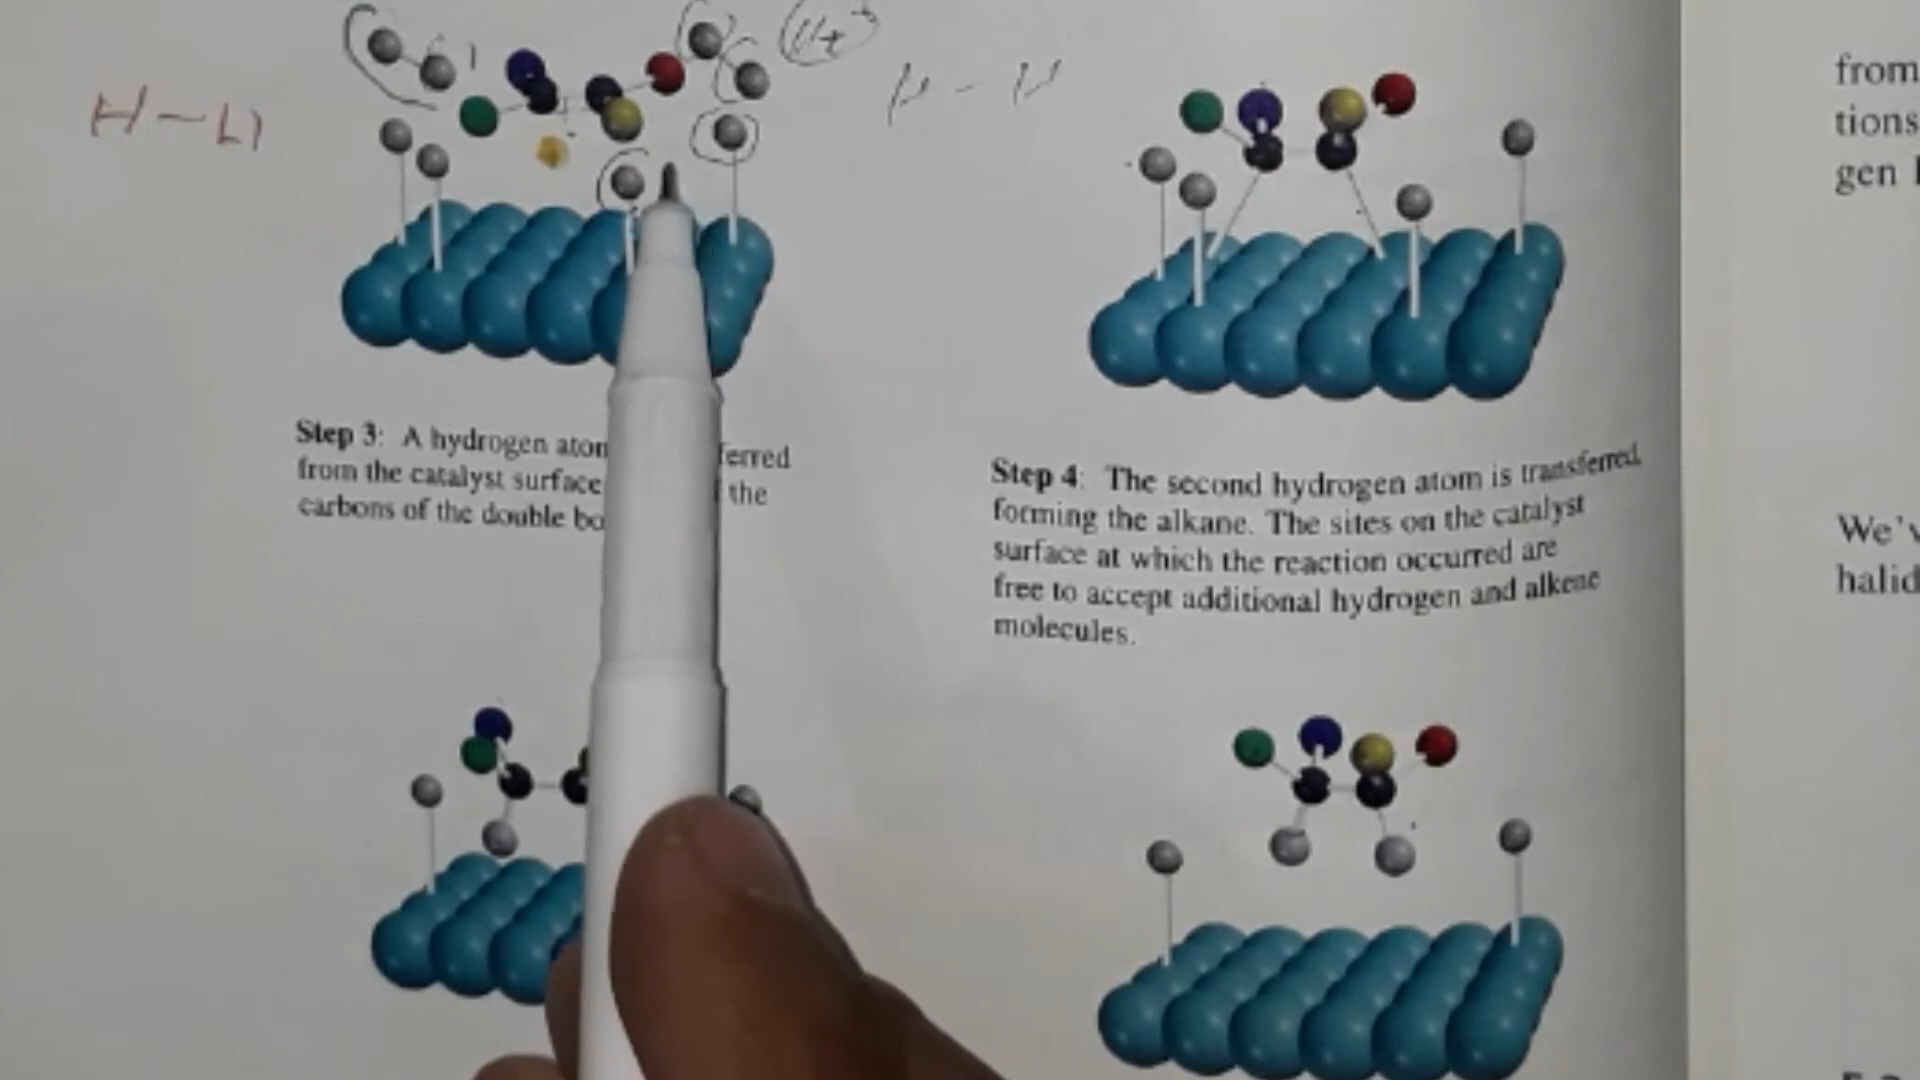 H - H
H - H
Step 3: A hydrogen atom
ferred
from the catalyst surface
the
carbons of the double bo
Step 4: The second hydrogen atom is transferred,
forming the alkane. The sites on the catalyst
surface at which the reaction occurred are
free to accept additional hydrogen and alkene
molecules.
from
tions
gen
We'v
halid